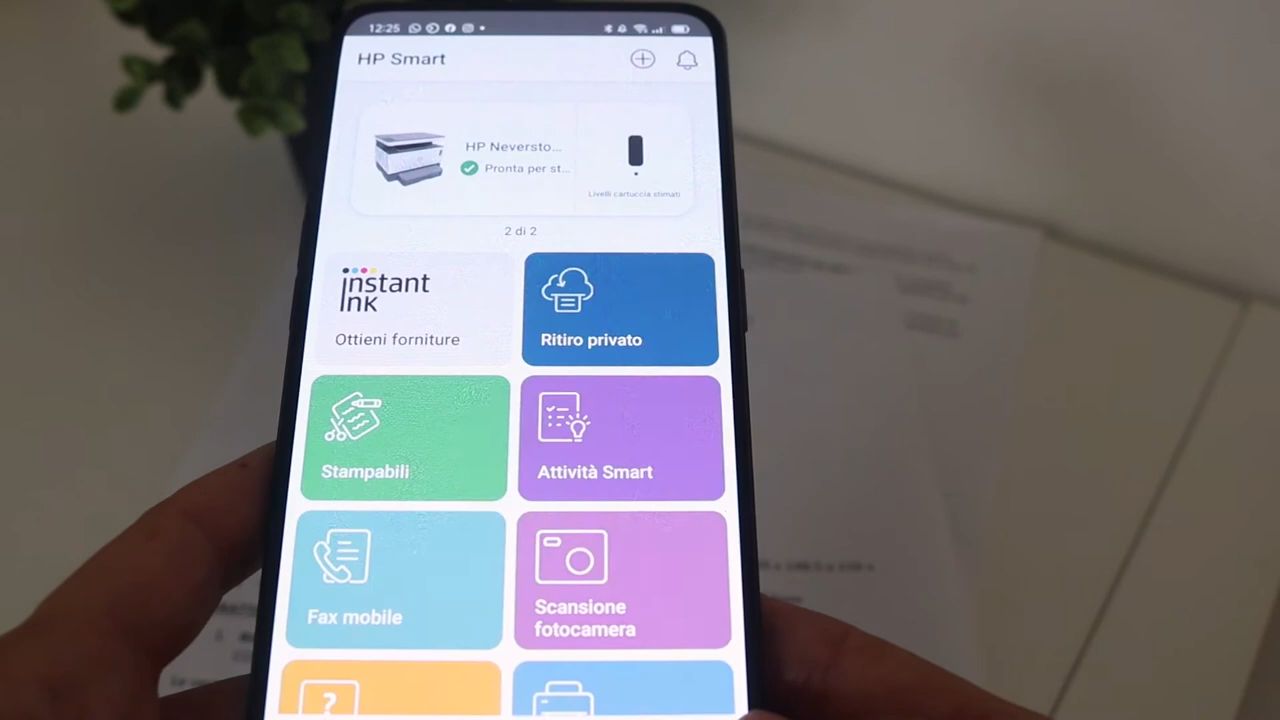 12:25
HP Smart
HP Neversto...
Pronta per st...
Livelli cartuccia stimati
2 di 2
instant
ink
Ottieni forniture
Ritiro privato
Stampabili
Attività Smart
Fax mobile
Scansione
fotocamera
?